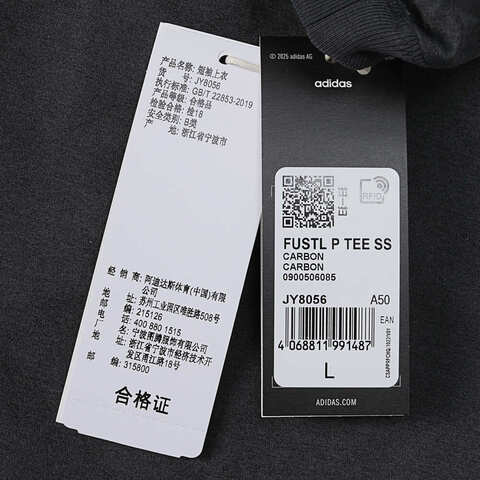 产品名称: 短袖上衣
货 号: JY8056
执行标准: GB/T 22853-2019
产品等级: 合格品
检验合格: 检18
安全类别: B类
产 地: 浙江省宁波市
经 销 商: 阿迪达斯体育(中国)有限
公司
地 址: 苏州工业园区唯胜路508号
邮 编: 215126
电 话: 400 880 1515
厂 名: 宁波图腾服饰有限公司
地 址: 浙江省宁波市经济技术开
发区甬江路18号
邮 编: 315800
合格证
© 2025 adidas AG
adidas
RFID
FUSTL P TEE SS
CARBON
CARBON
0900506085
JY8056 A50
EAN
4 068811 991487
L
ADIDAS.COM